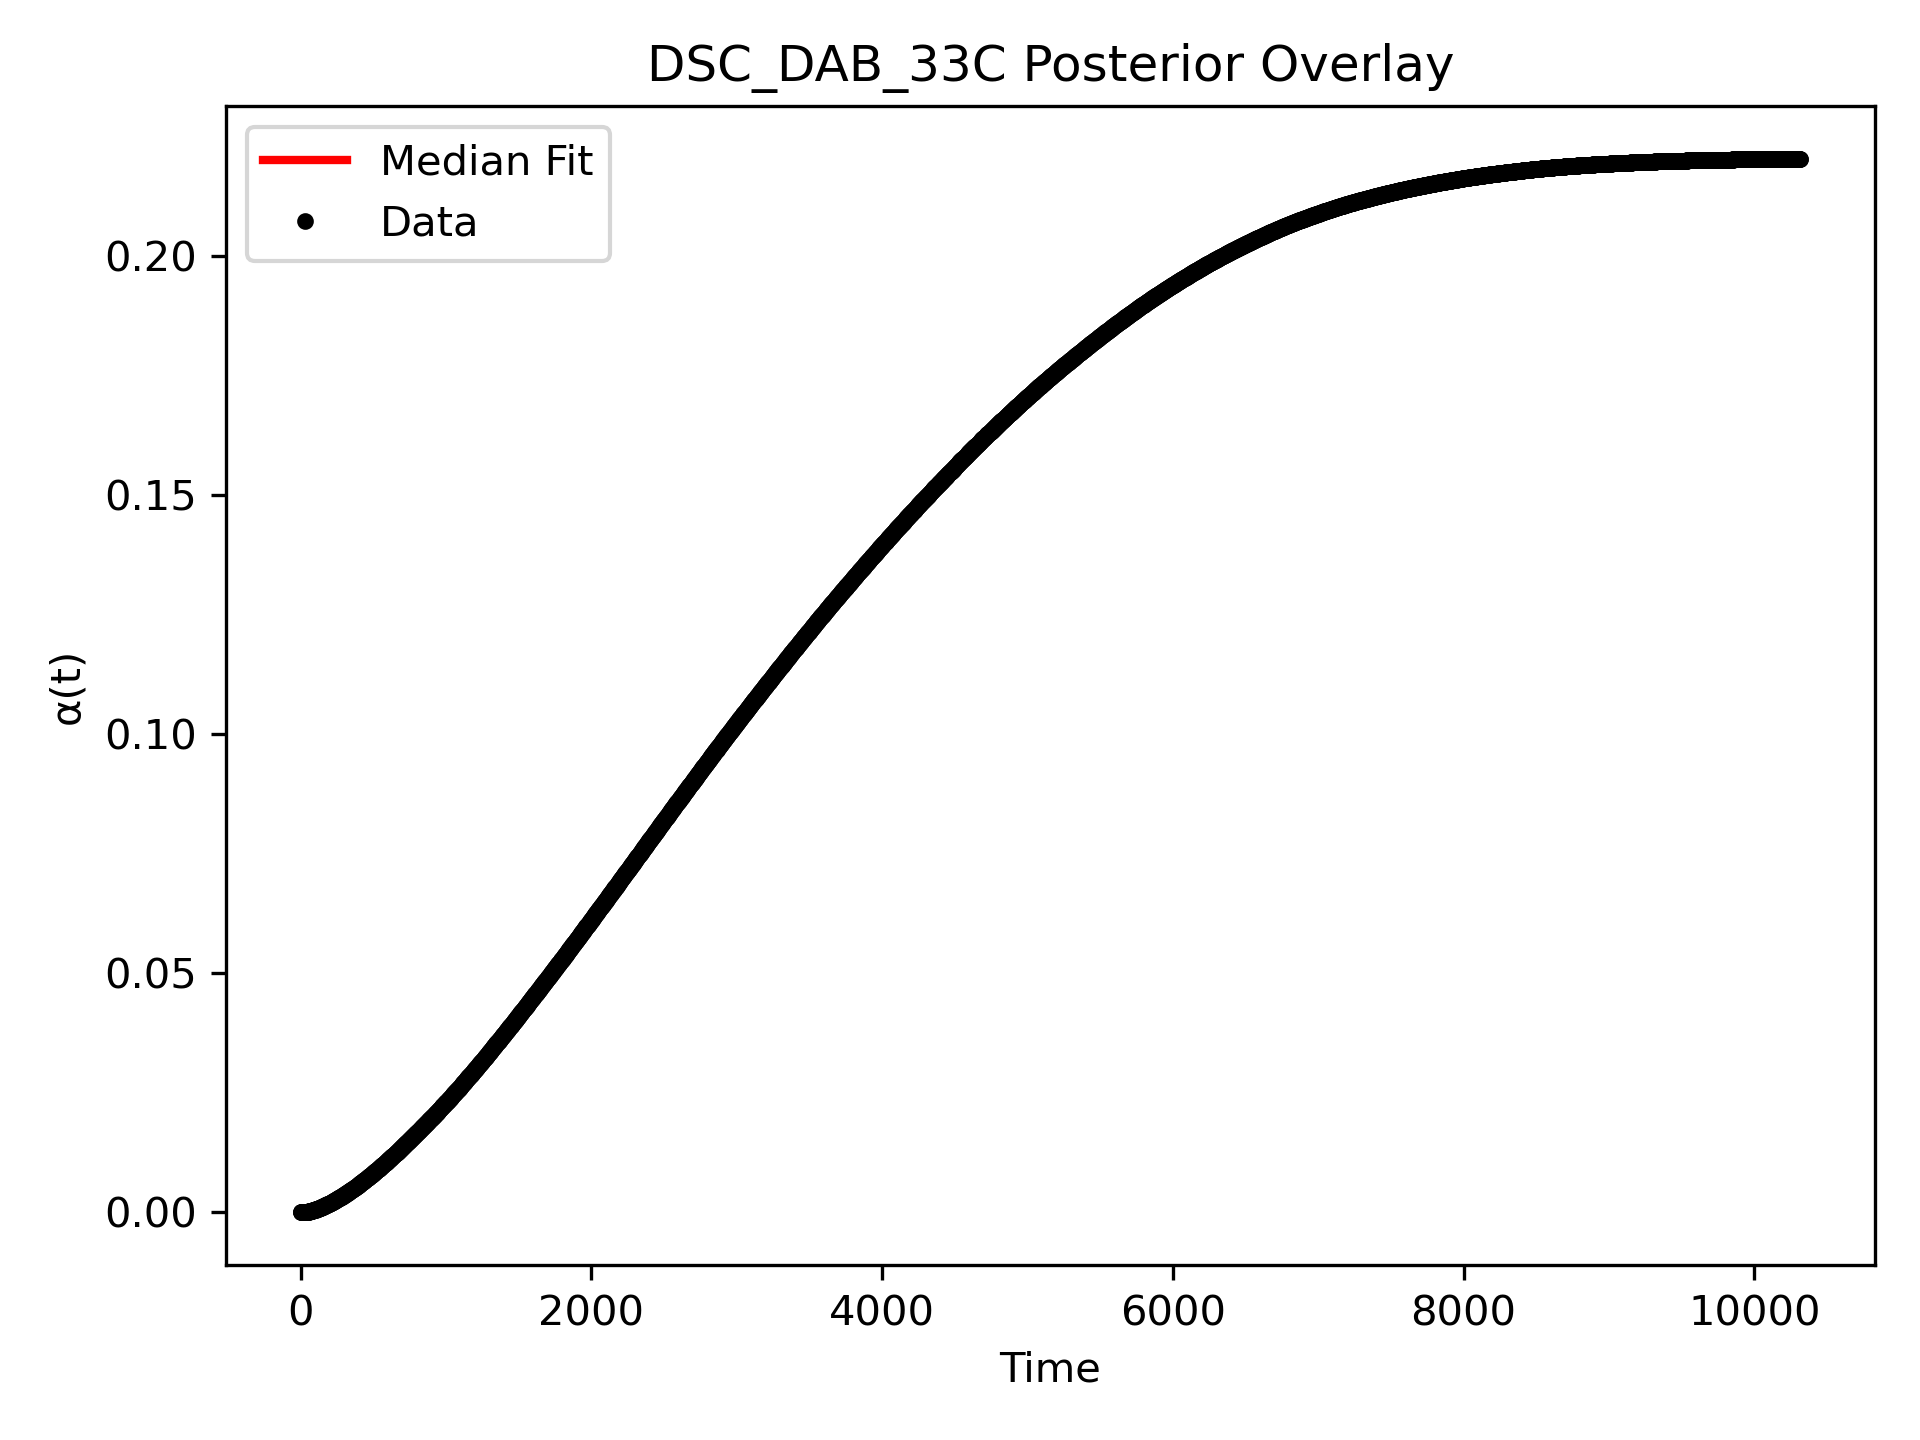 DSC_DAB_33C Posterior Overlay
Median Fit
Data
α(t)
0.20
0.15
0.10
0.05
0.00
0 2000 4000 6000 8000 10000
Time